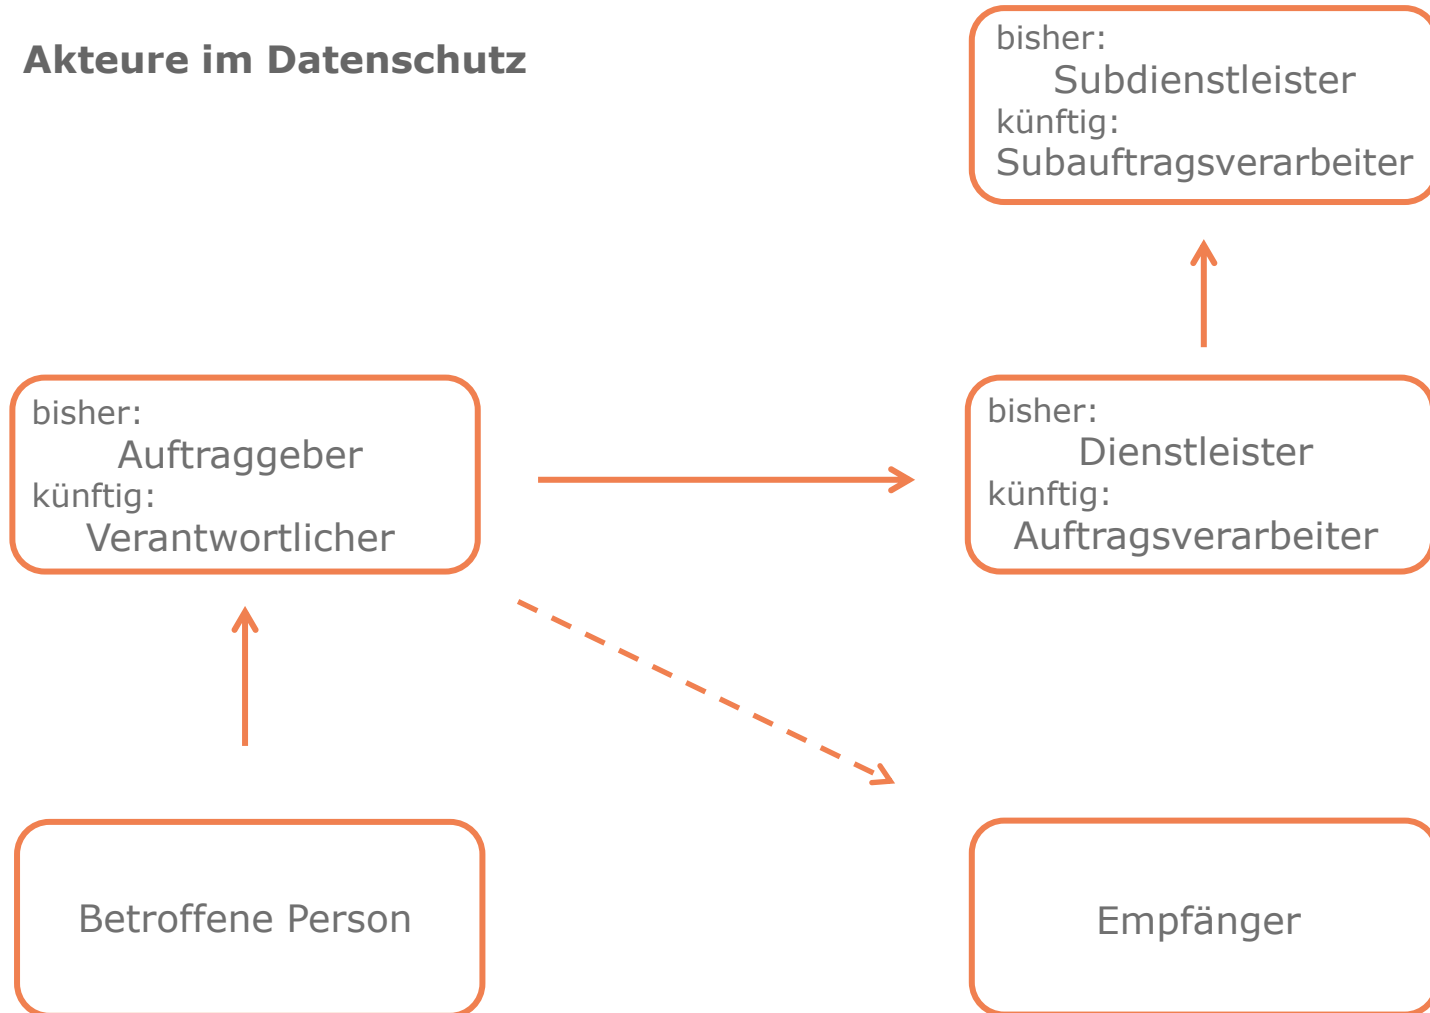 Akteure im Datenschutz
bisher:
Subdienstleister
künftig:
Subauftragsverarbeiter
bisher:
Auftraggeber
künftig:
Verantwortlicher
bisher:
Dienstleister
künftig:
Auftragsverarbeiter
Betroffene Person
Empfänger